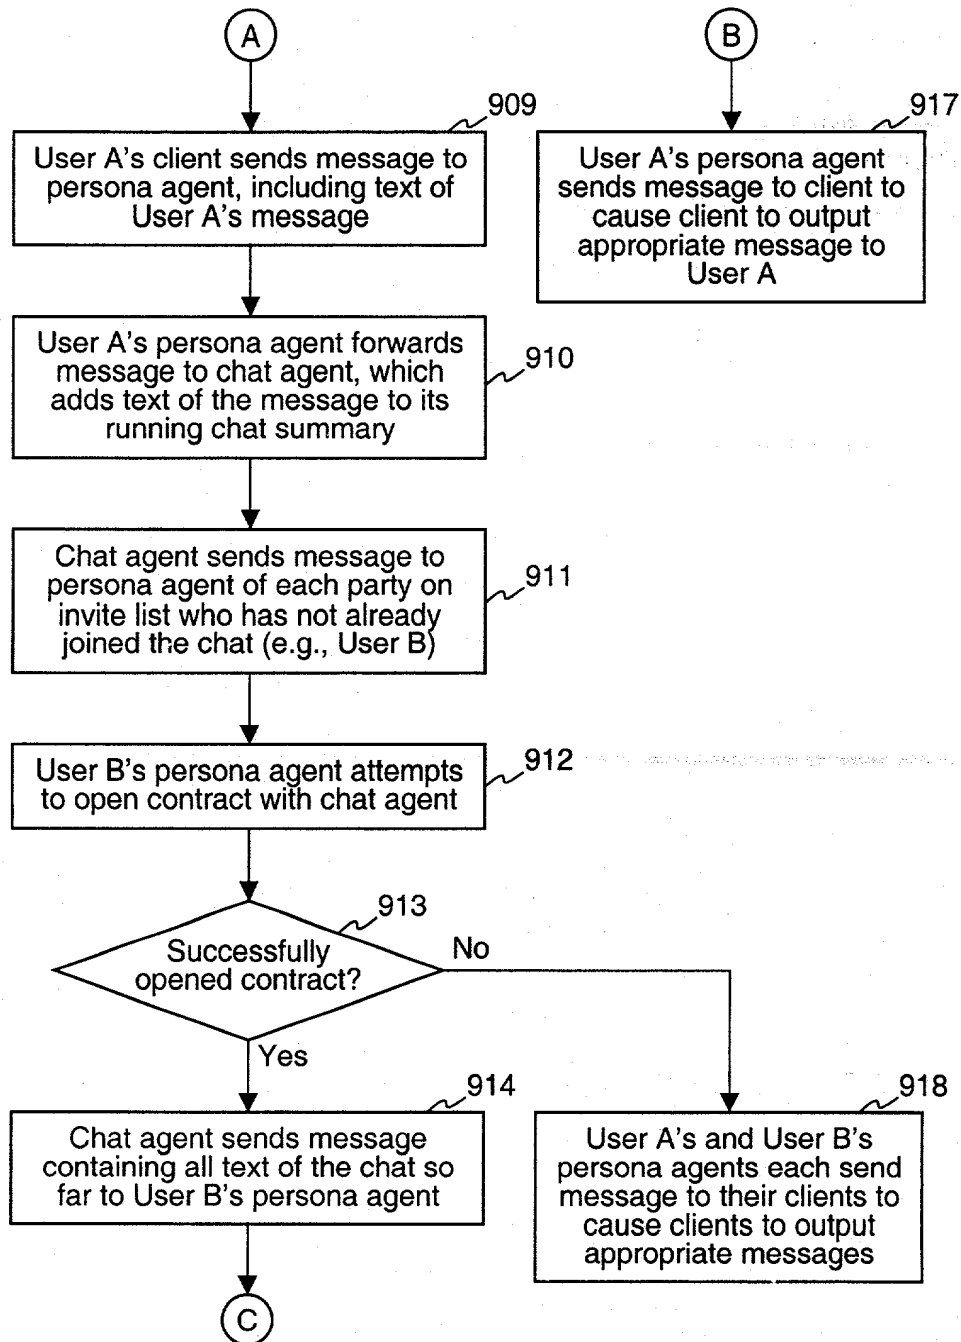 A
909
User A's client sends message to
persona agent, including text of
User A's message
User A's persona agent forwards
message to chat agent, which
adds text of the message to its
running chat summary
910
Chat agent sends message to
persona agent of each party on
invite list who has not already
joined the chat (e.g., User B)
911
User B's persona agent attempts
to open contract with chat agent
912
913
Successfully
opened contract?
No
Yes
914
Chat agent sends message
containing all text of the chat so
far to User B's persona agent
C
B
917
User A's persona agent
sends message to client to
cause client to output
appropriate message to
User A
918
User A's and User B's
persona agents each send
message to their clients to
cause clients to output
appropriate messages